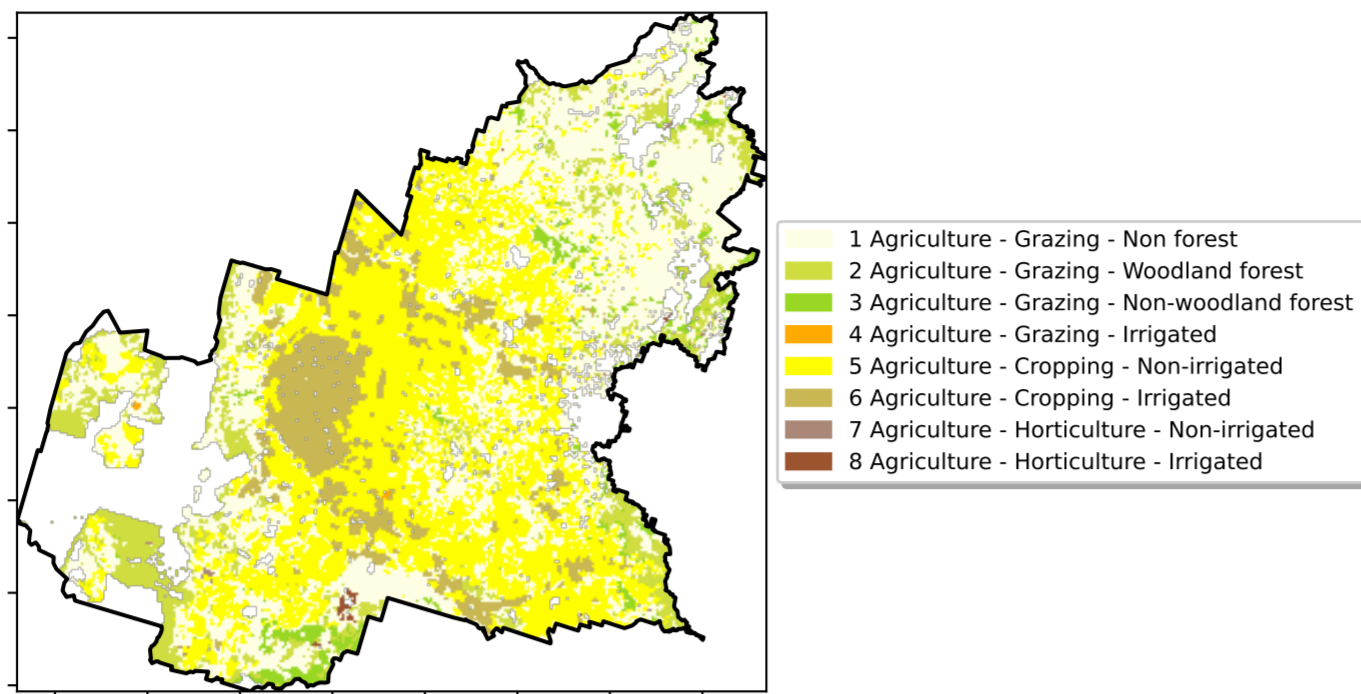 1 Agriculture - Grazing - Non forest
2 Agriculture - Grazing - Woodland forest
3 Agriculture - Grazing - Non-woodland forest
4 Agriculture - Grazing - Irrigated
5 Agriculture - Cropping - Non-irrigated
6 Agriculture - Cropping - Irrigated
7 Agriculture - Horticulture - Non-irrigated
8 Agriculture - Horticulture - Irrigated